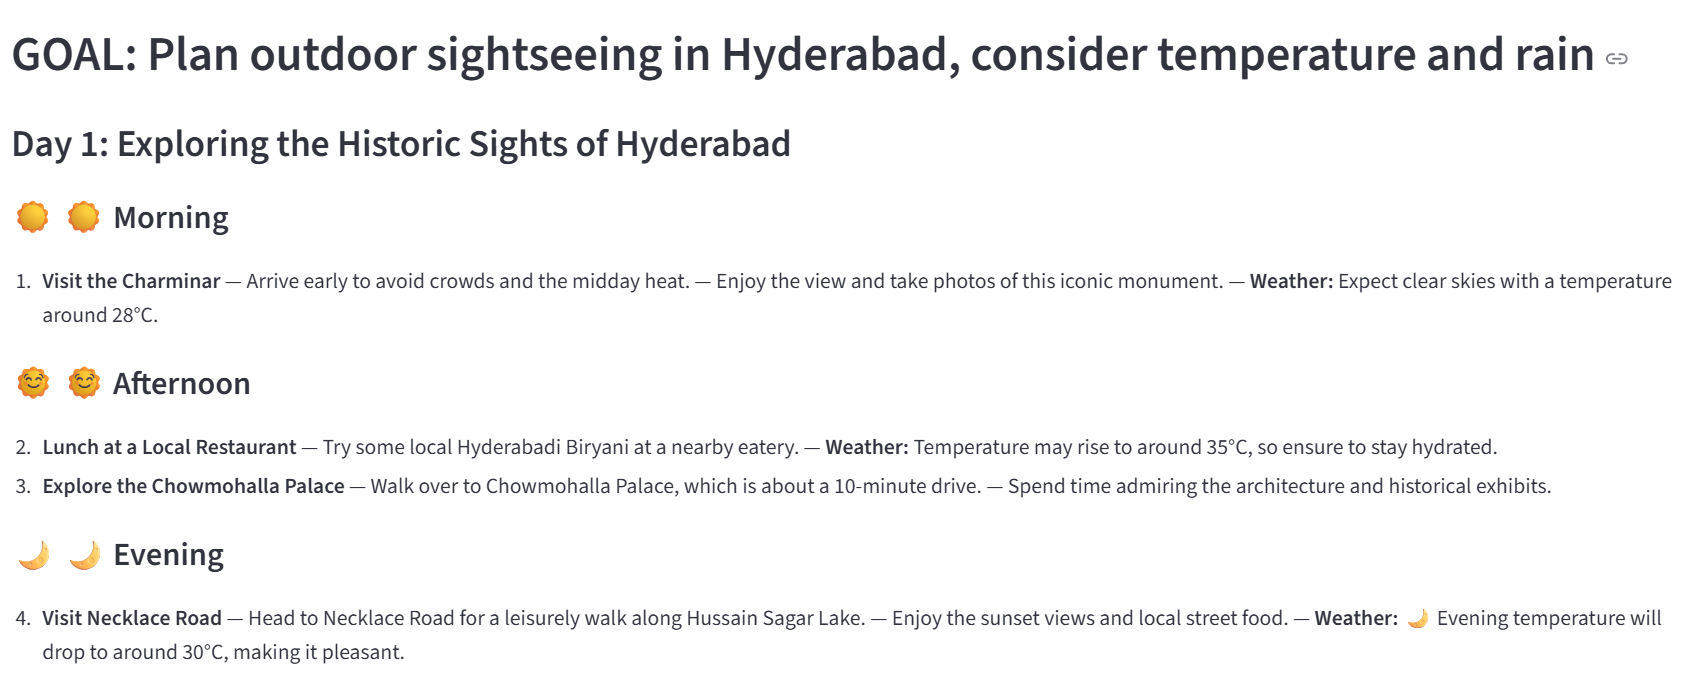 GOAL: Plan outdoor sightseeing in Hyderabad, consider temperature and rain
Day 1: Exploring the Historic Sights of Hyderabad
Morning
1. Visit the Charminar — Arrive early to avoid crowds and the midday heat. — Enjoy the view and take photos of this iconic monument. — Weather: Expect clear skies with a temperature
around 28°C.
Afternoon
2. Lunch at a Local Restaurant — Try some local Hyderabadi Biryani at a nearby eatery. — Weather: Temperature may rise to around 35°C, so ensure to stay hydrated.
3. Explore the Chowmohalla Palace — Walk over to Chowmohalla Palace, which is about a 10-minute drive. — Spend time admiring the architecture and historical exhibits.
Evening
4. Visit Necklace Road — Head to Necklace Road for a leisurely walk along Hussain Sagar Lake. — Enjoy the sunset views and local street food. — Weather: 🌙 Evening temperature will
drop to around 30°C, making it pleasant.